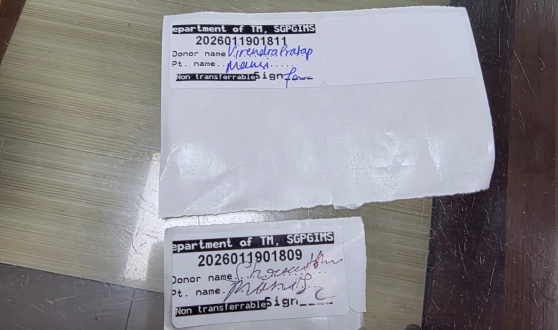 epartment of TM, SGPGIMS
2026011901811
Donor name Virendra Pratap
Pt. name..
Non transferrable Sign
epartment of TM, SGPGIMS
2026011901809
Donor name.
Pt. name.
Non transferrable Sign